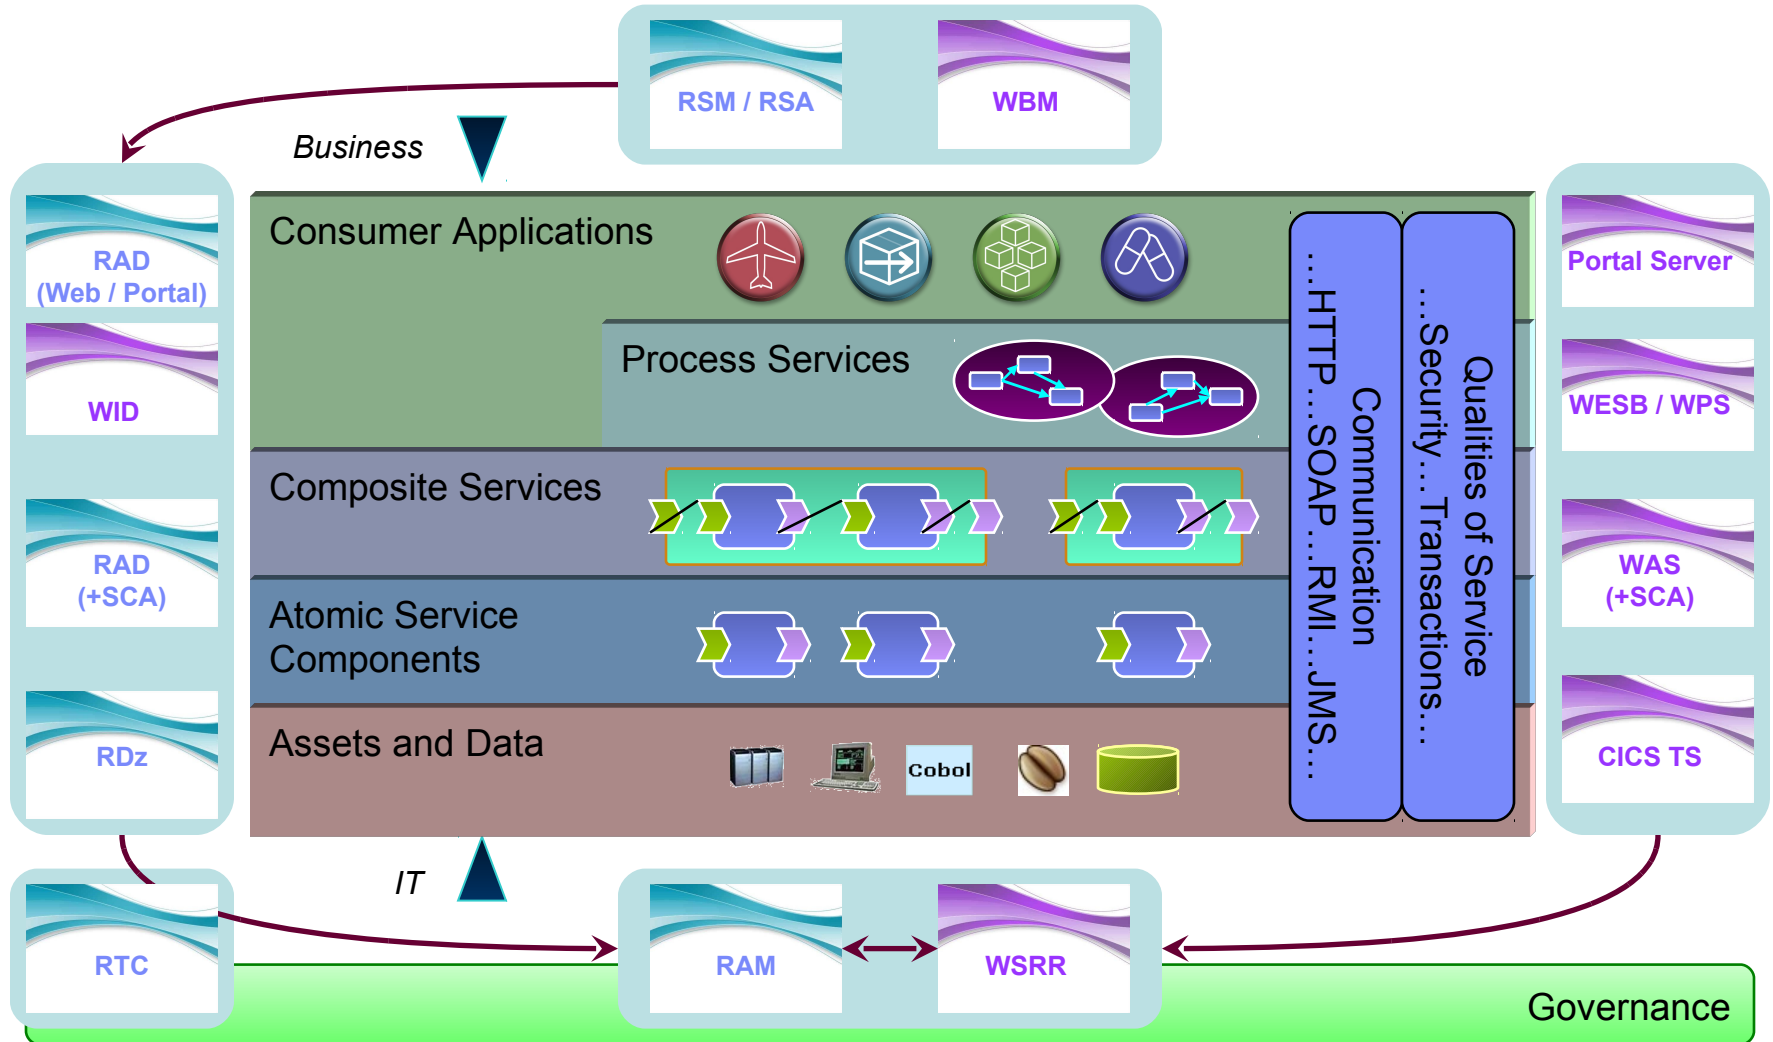 RSM / RSA
WBM
Business
RAD
(Web / Portal)
WID
RAD
(+SCA)
RDz
RTC
Consumer Applications
Process Services
Composite Services
Atomic Service
Components
Assets and Data
Cobol
Communication
…HTTP …SOAP …RMI…JMS…
Qualities of Service
…Security…Transactions…
Portal Server
WESB / WPS
WAS
(+SCA)
CICS TS
IT
RAM
WSRR
Governance